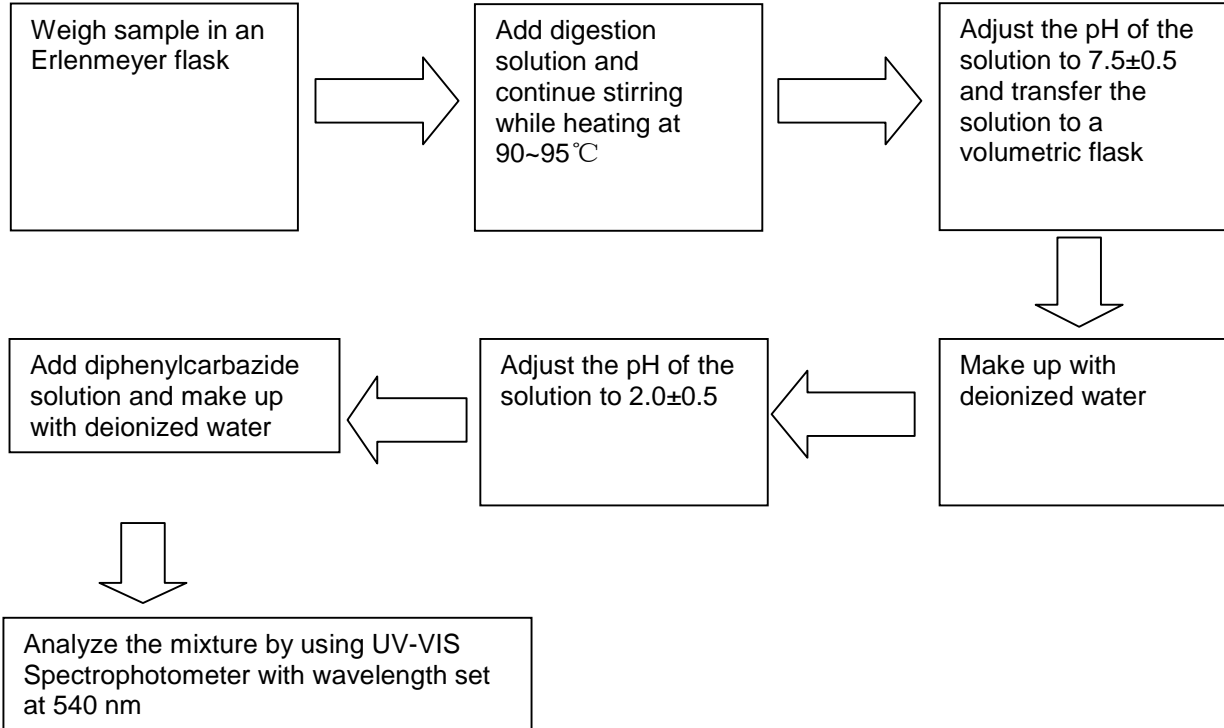 Weigh sample in an
Erlenmeyer flask
Add digestion
solution and
continue stirring
while heating at
90~95℃
Adjust the pH of the
solution to 7.5±0.5
and transfer the
solution to a
volumetric flask
Make up with
deionized water
Adjust the pH of the
solution to 2.0±0.5
Add diphenylcarbazide
solution and make up
with deionized water
Analyze the mixture by using UV-VIS
Spectrophotometer with wavelength set
at 540 nm